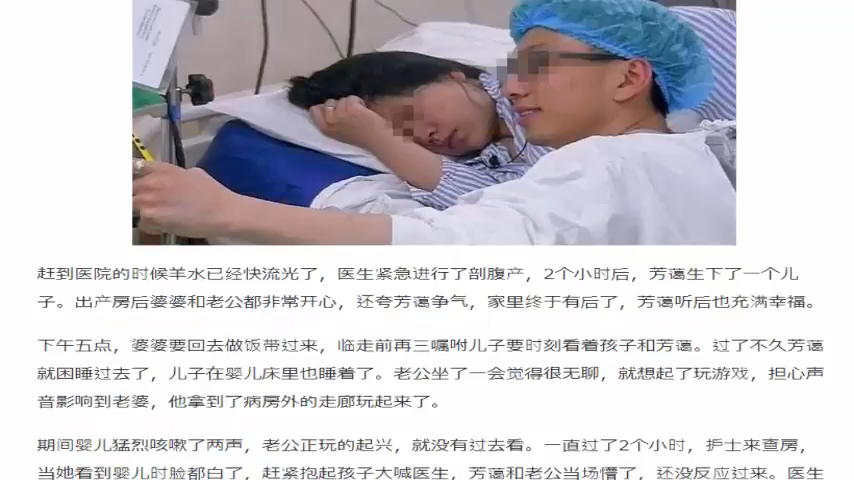 赶到医院的时候羊水已经快流光了，医生紧急进行了剖腹产，2个小时后，芳蔼生下了一个儿
子。出产房后婆婆和老公都非常开心，还夸芳蔼争气，家里终于有后了，芳蔼听后也充满幸福。
下午五点，婆婆要回去做饭带过来，临走前再三嘱咐儿子要时刻看着孩子和芳蔼。过了不久芳蔼
就困睡过去了，儿子在婴儿床里也睡着了。老公坐了一会觉得很无聊，就想起了玩游戏，担心声
音影响到老婆，他拿到了病房外的走廊玩起来了。
期间婴儿猛烈咳嗽了两声，老公正玩的起兴，就没有过去看。一直过了2个小时，护士来查房，
当她看到婴儿时脸都白了，赶紧抱起孩子大喊医生，芳蔼和老公当场懵了，还没反应过来。医生